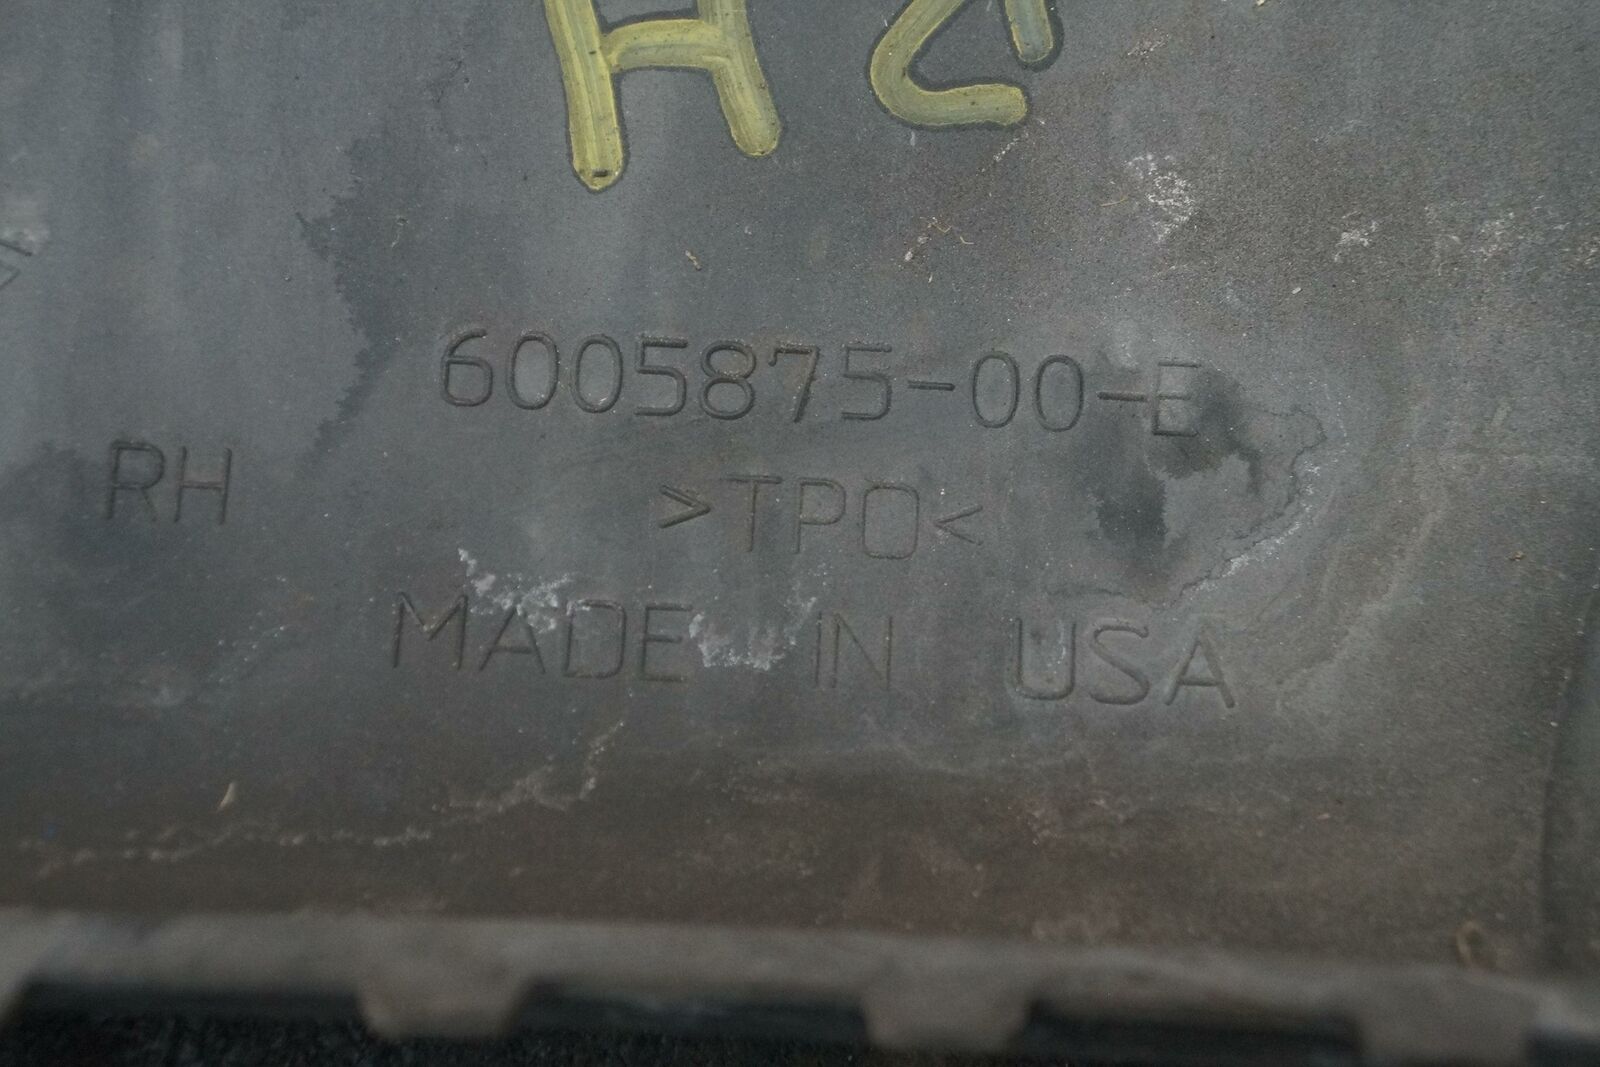 6005875-00-E
RH
>TPO<
MADE IN USA